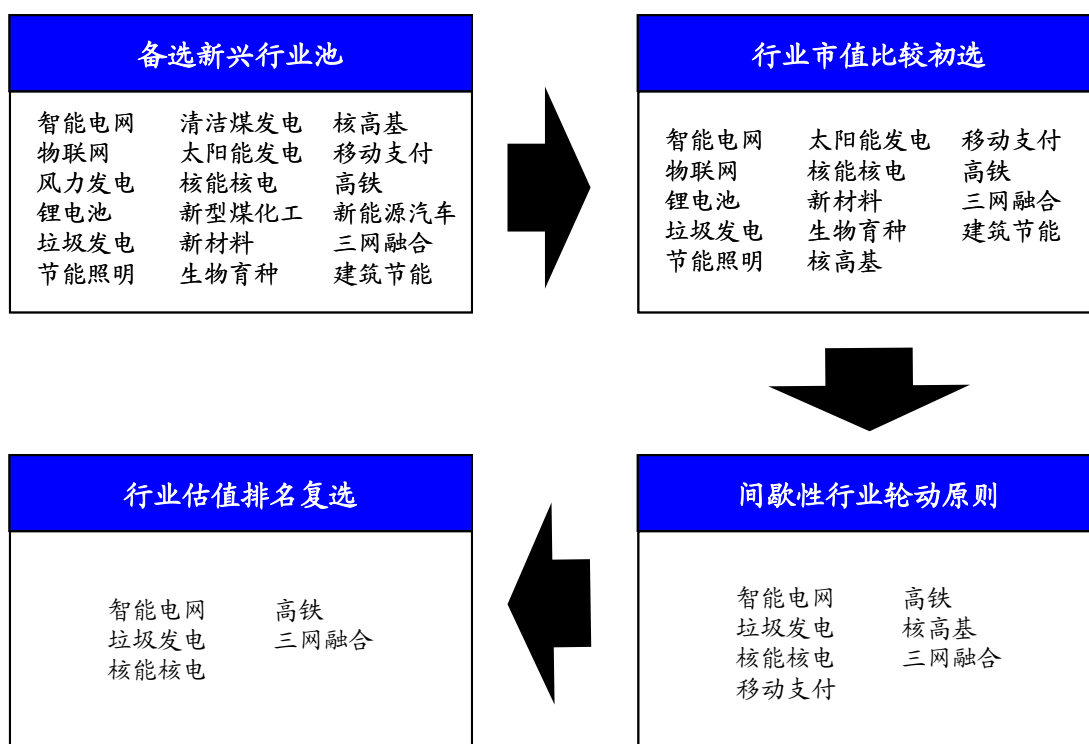 备选新兴行业池
智能电网 清洁煤发电 核高基
物联网 太阳能发电 移动支付
风力发电 核能核电 高铁
锂电池 新型煤化工 新能源汽车
垃圾发电 新材料 三网融合
节能照明 生物育种 建筑节能
行业市值比较初选
智能电网 太阳能发电 移动支付
物联网 核能核电 高铁
锂电池 新材料 三网融合
垃圾发电 生物育种 建筑节能
节能照明 核高基
间歇性行业轮动原则
智能电网 高铁
垃圾发电 核高基
核能核电 三网融合
移动支付
行业估值排名复选
智能电网 高铁
垃圾发电 三网融合
核能核电